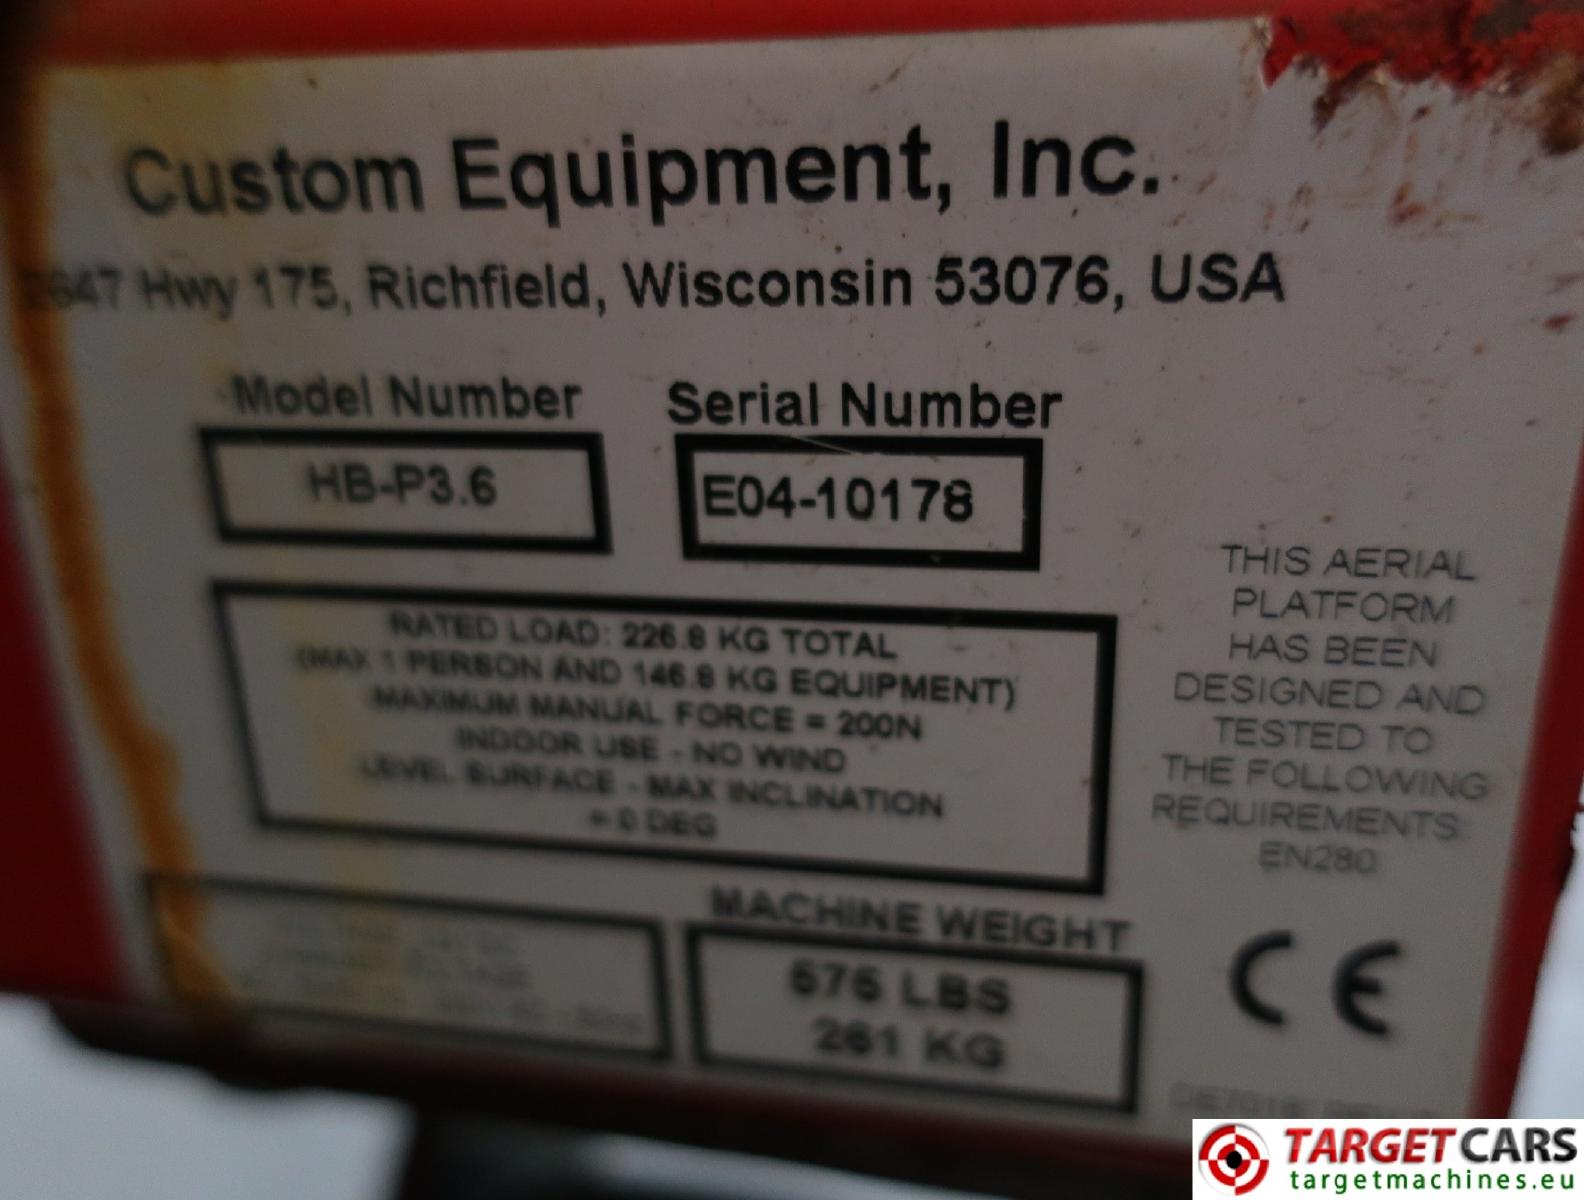 Custom Equipment, Inc.
2647 Hwy 175, Richfield, Wisconsin 53076, USA
Model Number
HB-P3.6
Serial Number
E04-10178
RATED LOAD: 226.8 KG TOTAL
(MAX 1 PERSON AND 146.8 KG EQUIPMENT)
MAXIMUM MANUAL FORCE = 200N
INDOOR USE - NO WIND
LEVEL SURFACE - MAX INCLINATION
= 0 DEG
THIS AERIAL
PLATFORM
HAS BEEN
DESIGNED AND
TESTED TO
THE FOLLOWING
REQUIREMENTS
EN280
MACHINE WEIGHT
575 LBS
261 KG
CE
TARGETCARS
targetmachines.eu